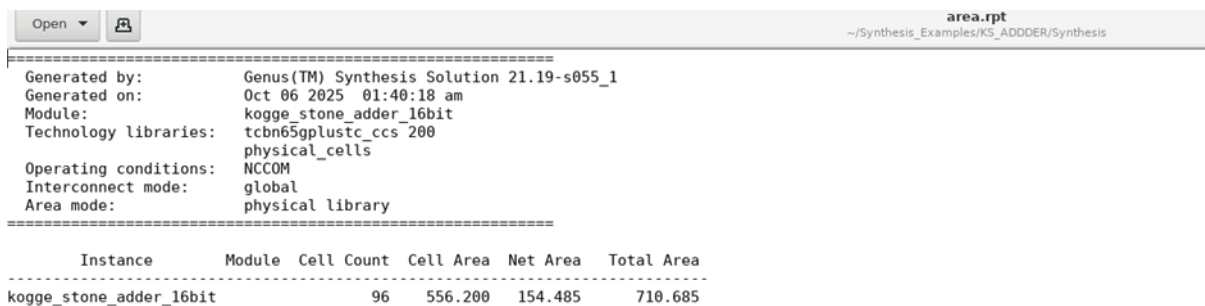 Open
area.rpt
~/Synthesis_Examples/KS_ADDDER/Synthesis
============================================================
Generated by: Genus(TM) Synthesis Solution 21.19-s055_1
Generated on: Oct 06 2025 01:40:18 am
Module: kogge_stone_adder_16bit
Technology libraries: tcbn65gplustc_ccs 200
physical_cells
Operating conditions: NCCOM
Interconnect mode: global
Area mode: physical library
============================================================
Instance Module Cell Count Cell Area Net Area Total Area
------------------------------------------------------------------------------
kogge_stone_adder_16bit 96 556.200 154.485 710.685